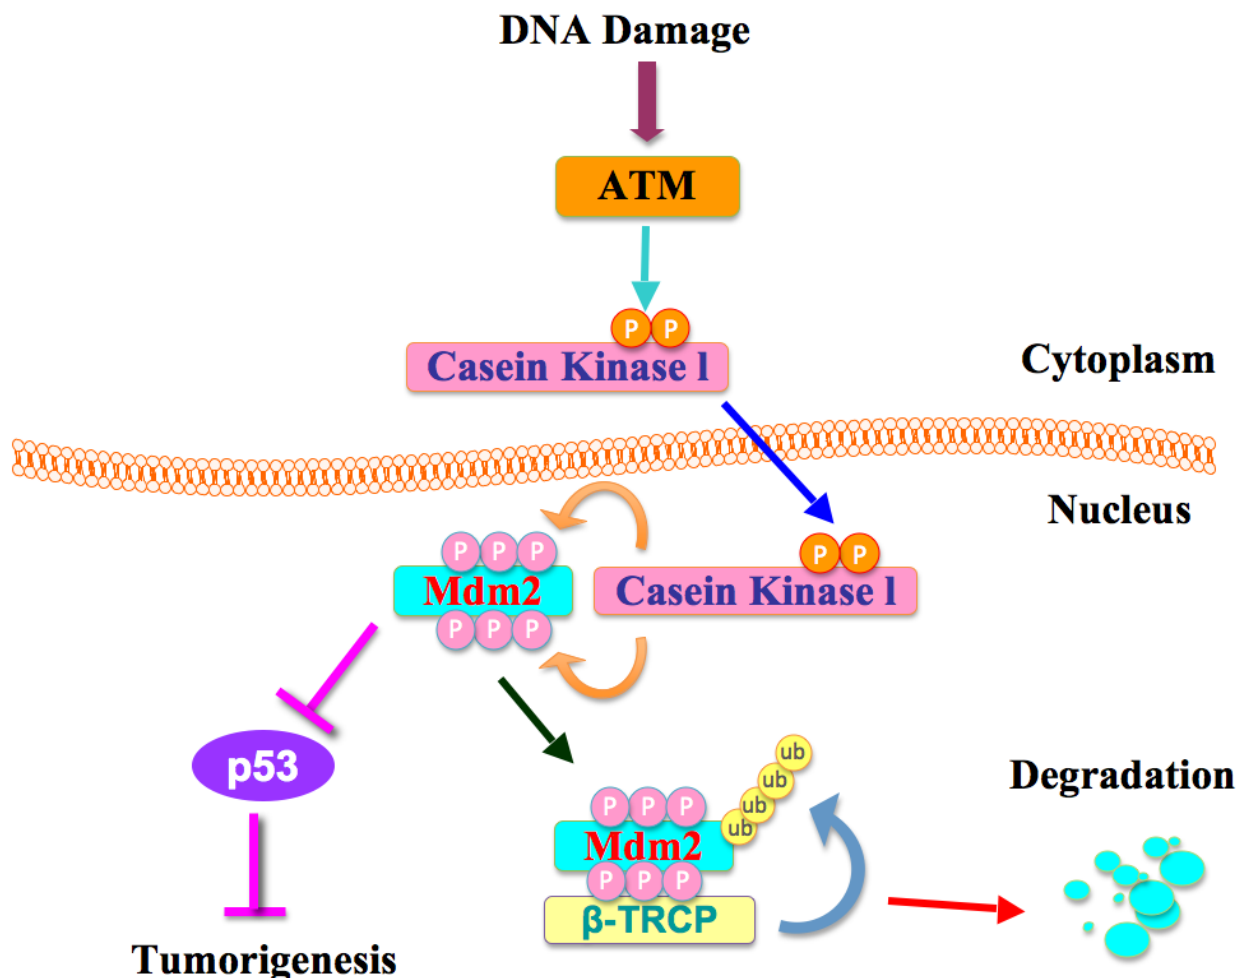 DNA Damage
ATM
P P
Casein Kinase l
Cytoplasm
Nucleus
P P P
Mdm2
P P P
P P
Casein Kinase l
p53
Tumorigenesis
P P P
Mdm2
P P P
β-TRCP
ub
ub
ub
ub
Degradation